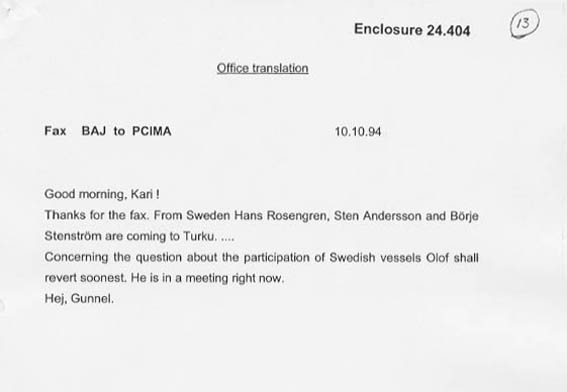 Enclosure 24.404
13
Office translation
Fax BAJ to PCIMA 10.10.94
Good morning, Kari !
Thanks for the fax. From Sweden Hans Rosengren, Sten Andersson and Börje
Stenström are coming to Turku. ....
Concerning the question about the participation of Swedish vessels Olof shall
revert soonest. He is in a meeting right now.
Hej, Gunnel.